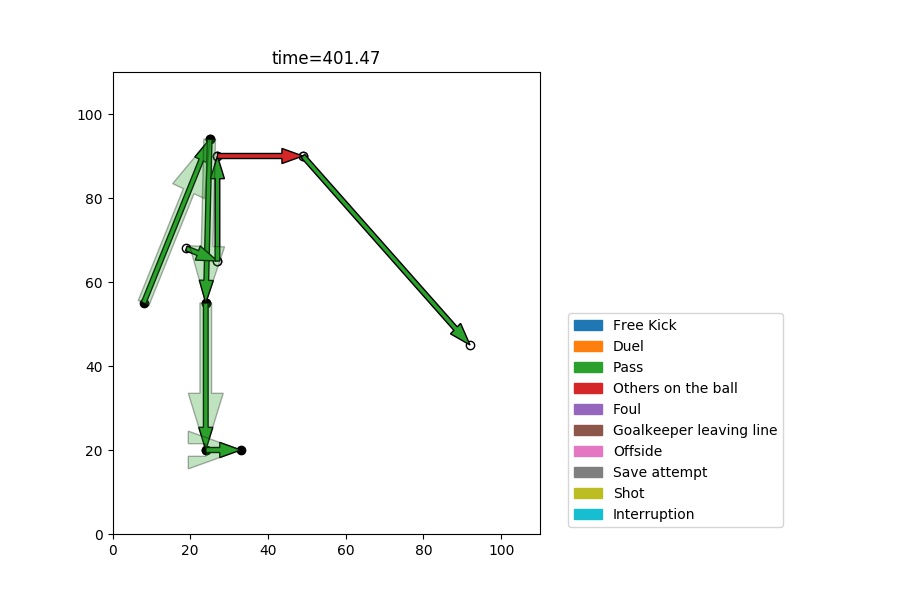 time=401.47
100
80
60
40
20
0
0 20 40 60 80 100
Free Kick
Duel
Pass
Others on the ball
Foul
Goalkeeper leaving line
Offside
Save attempt
Shot
Interruption